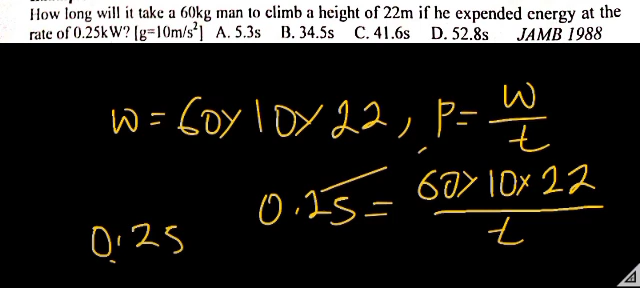 How long will it take a 60kg man to climb a height of 22m if he expended energy at the
rate of 0.25kW? [g=10m/s²] A. 5.3s B. 34.5s C. 41.6s D. 52.8s JAMB 1988
W = 60 x 10 x 22, P = W/t
0.25 = 60 x 10 x 22/t
0.25